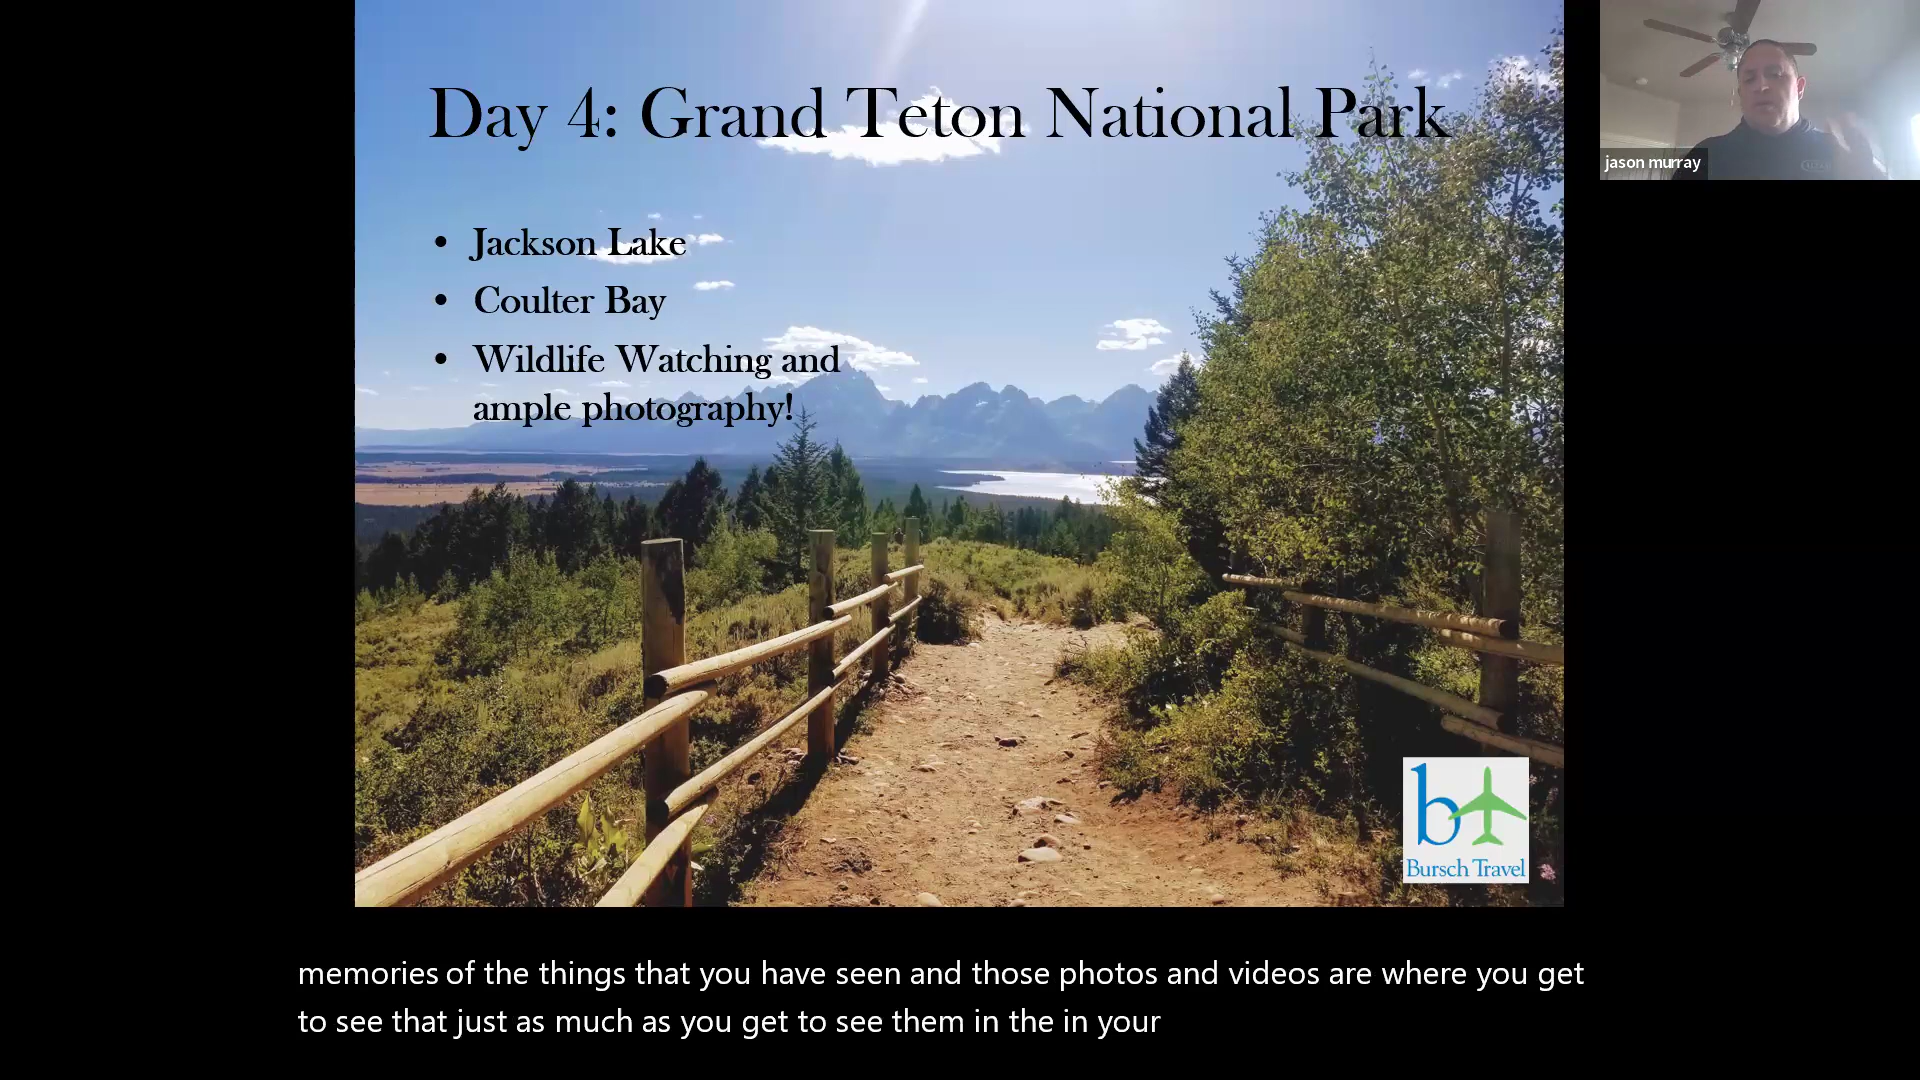 Day 4: Grand Teton National Park
• Jackson Lake
• Coulter Bay
• Wildlife Watching and
ample photography!
jason murray
b
Bursch Travel
memories of the things that you have seen and those photos and videos are where you get
to see that just as much as you get to see them in the in your